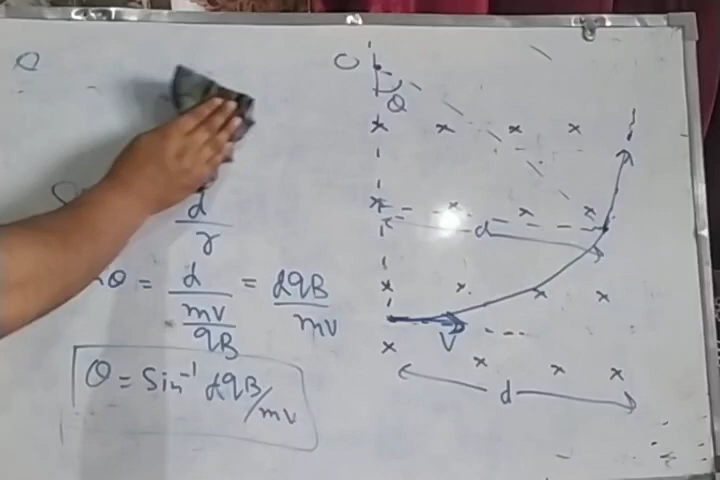 θ
d
r
θ = d / (mv / qB) = dqB / mv
θ = Sin⁻¹ dqB/mv
C
θ
d
V
d